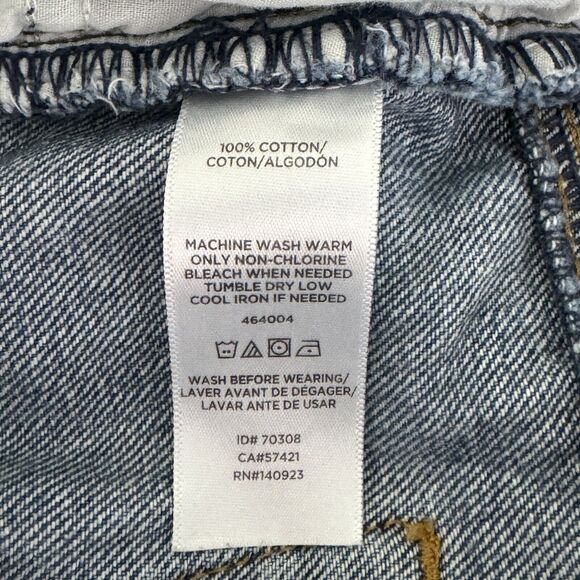 100% COTTON/
COTON/ALGODÓN
MACHINE WASH WARM
ONLY NON-CHLORINE
BLEACH WHEN NEEDED
TUMBLE DRY LOW
COOL IRON IF NEEDED
464004
WASH BEFORE WEARING/
LAVER AVANT DE DÉGAGER/
LAVAR ANTE DE USAR
ID# 70308
CA#57421
RN#140923